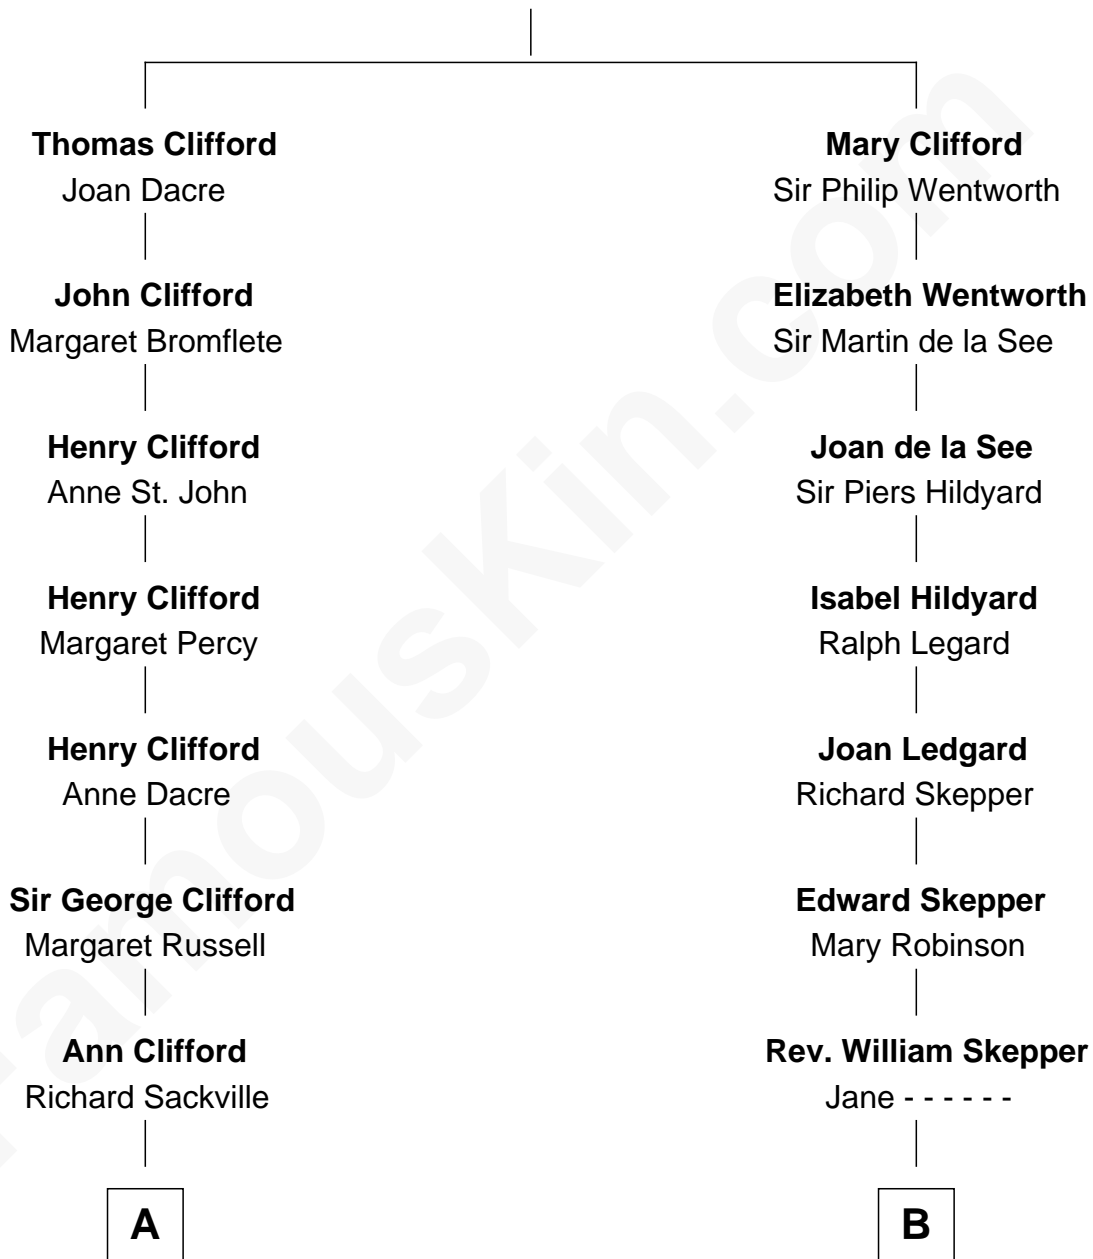 Thomas Clifford
Joan Dacre
John Clifford
Margaret Bromflete
Henry Clifford
Anne St. John
Henry Clifford
Margaret Percy
Henry Clifford
Anne Dacre
Sir George Clifford
Margaret Russell
Ann Clifford
Richard Sackville
A
Mary Clifford
Sir Philip Wentworth
Elizabeth Wentworth
Sir Martin de la See
Joan de la See
Sir Piers Hildyard
Isabel Hildyard
Ralph Legard
Joan Ledgard
Richard Skepper
Edward Skepper
Mary Robinson
Rev. William Skepper
Jane - - - - - -
B
FamousKin.com